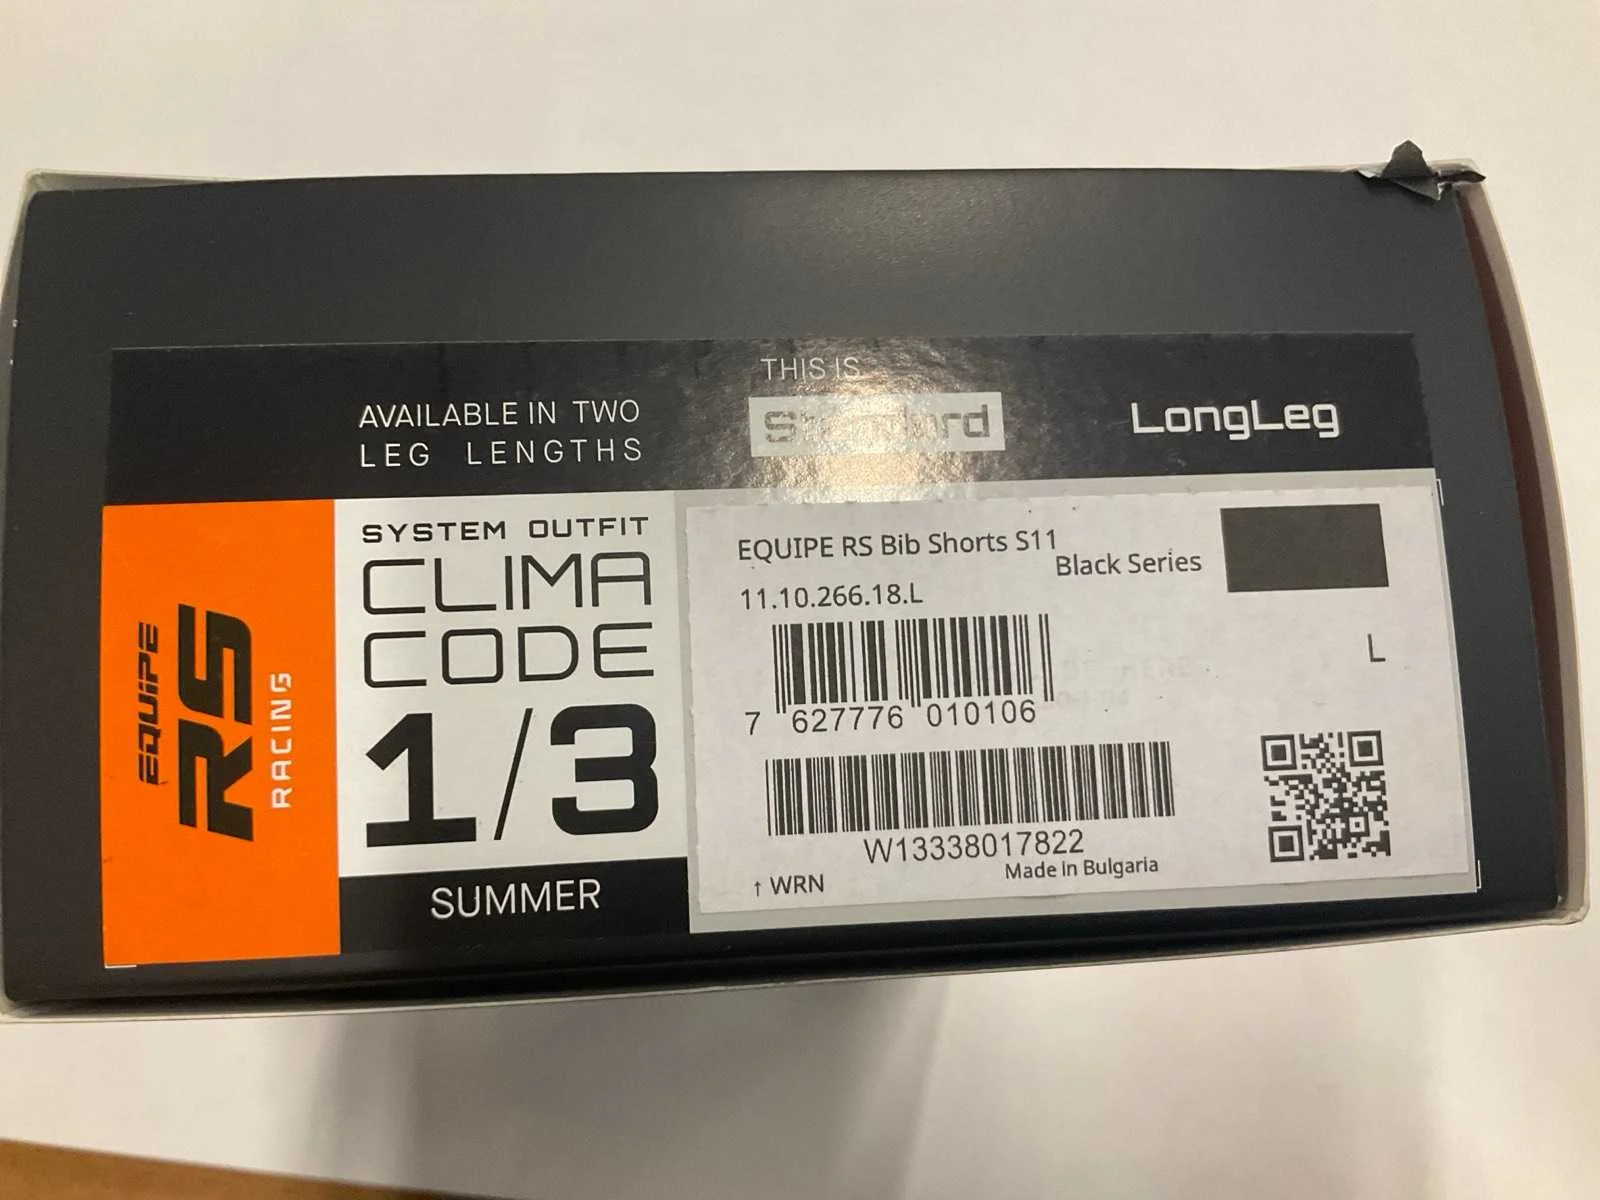 THIS IS
AVAILABLE IN TWO
LEG LENGTHS
Standard
LongLeg
EQUIPE
RS
RACING
SYSTEM OUTFIT
CLIMA
CODE
1/3
SUMMER
EQUIPE RS Bib Shorts S11
Black Series
11.10.266.18.L
L
7 627776 010106
W13338017822
Made in Bulgaria
↑ WRN